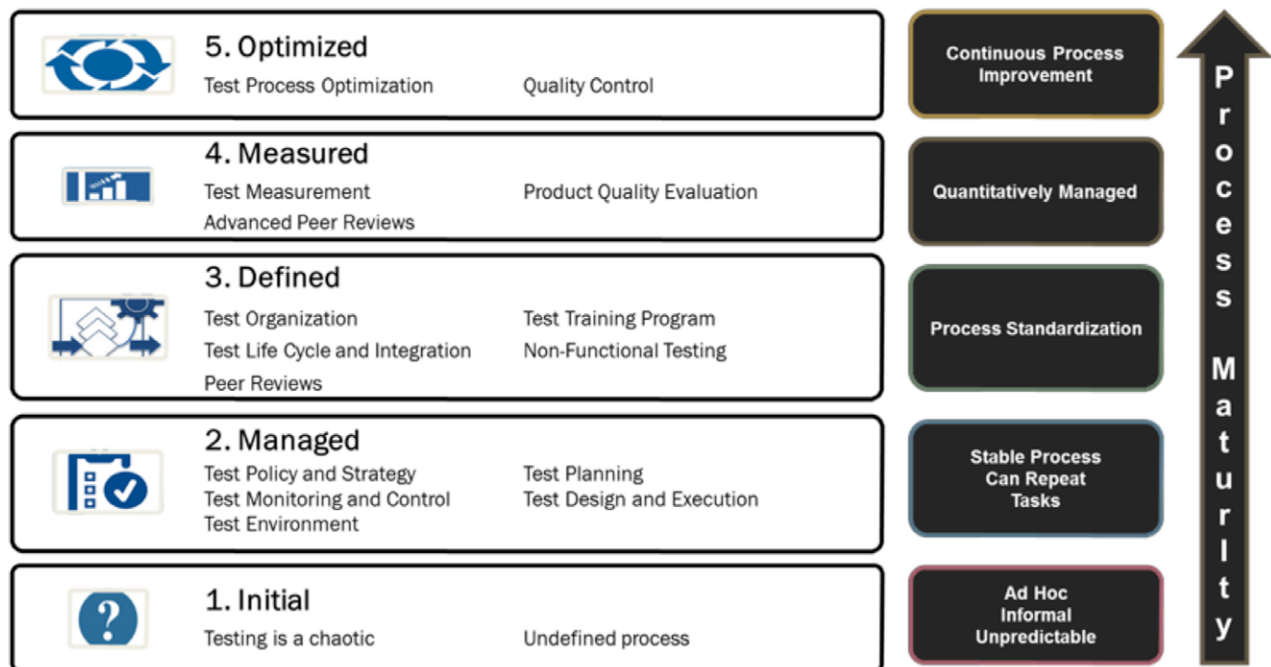 5. Optimized
Test Process Optimization
Quality Control
Continuous Process
Improvement
4. Measured
Test Measurement
Product Quality Evaluation
Advanced Peer Reviews
Quantitatively Managed
3. Defined
Test Organization
Test Training Program
Test Life Cycle and Integration
Non-Functional Testing
Peer Reviews
Process Standardization
2. Managed
Test Policy and Strategy
Test Planning
Test Monitoring and Control
Test Design and Execution
Test Environment
Stable Process
Can Repeat
Tasks
1. Initial
?
Testing is a chaotic
Undefined process
Ad Hoc
Informal
Unpredictable
Process MaturIty